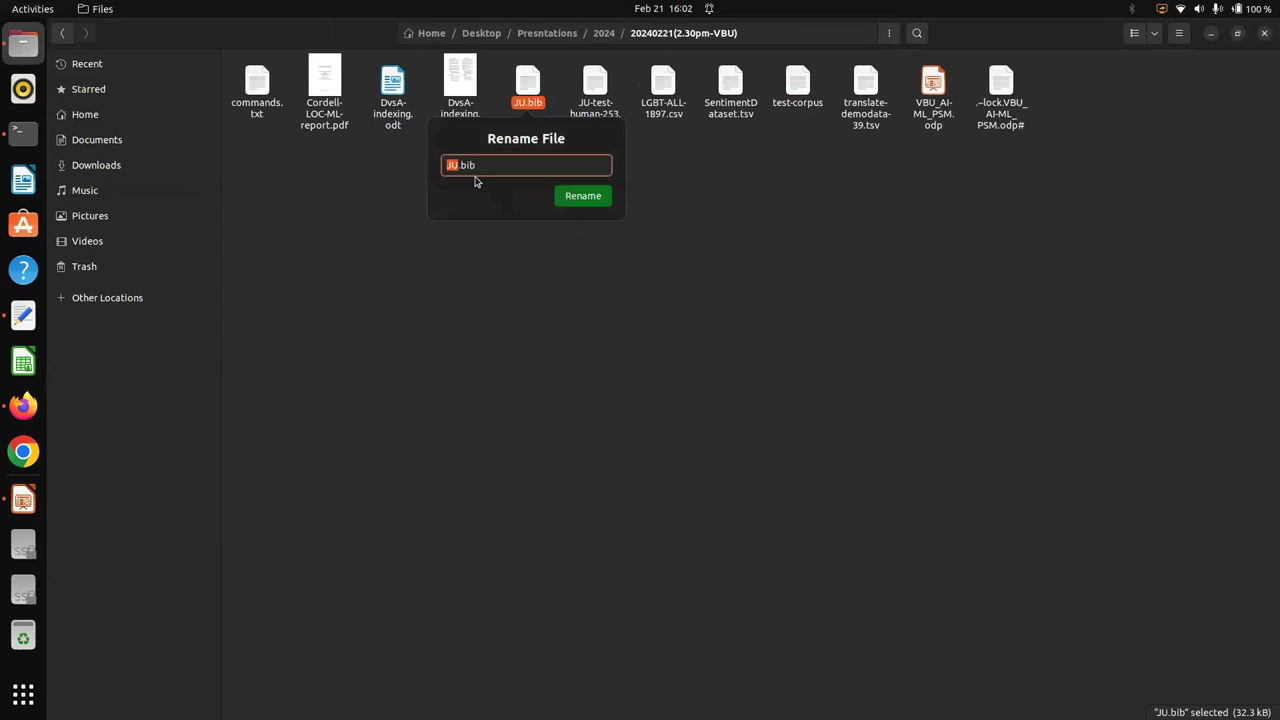 Activities
Files
Feb 21 16:02
100 %
Home / Desktop / Presntations / 2024 / 20240221(2.30pm-VBU)
Recent
Starred
Home
Documents
Downloads
Music
Pictures
Videos
Trash
+ Other Locations
commands.
txt
Cordell-
LOC-ML-
report.pdf
DvsA-
indexing.
odt
DvsA-
indexing.
JU.bib
JU-test-
human-253.
LGBT-ALL-
1897.csv
SentimentD
ataset.tsv
test-corpus
translate-
demodata-
39.tsv
VBU_AI-
ML_PSM.
odp
.~lock.VBU_
AI-ML_
PSM.odp#
Rename File
JU.bib
Rename
"JU.bib" selected (32.3 kB)